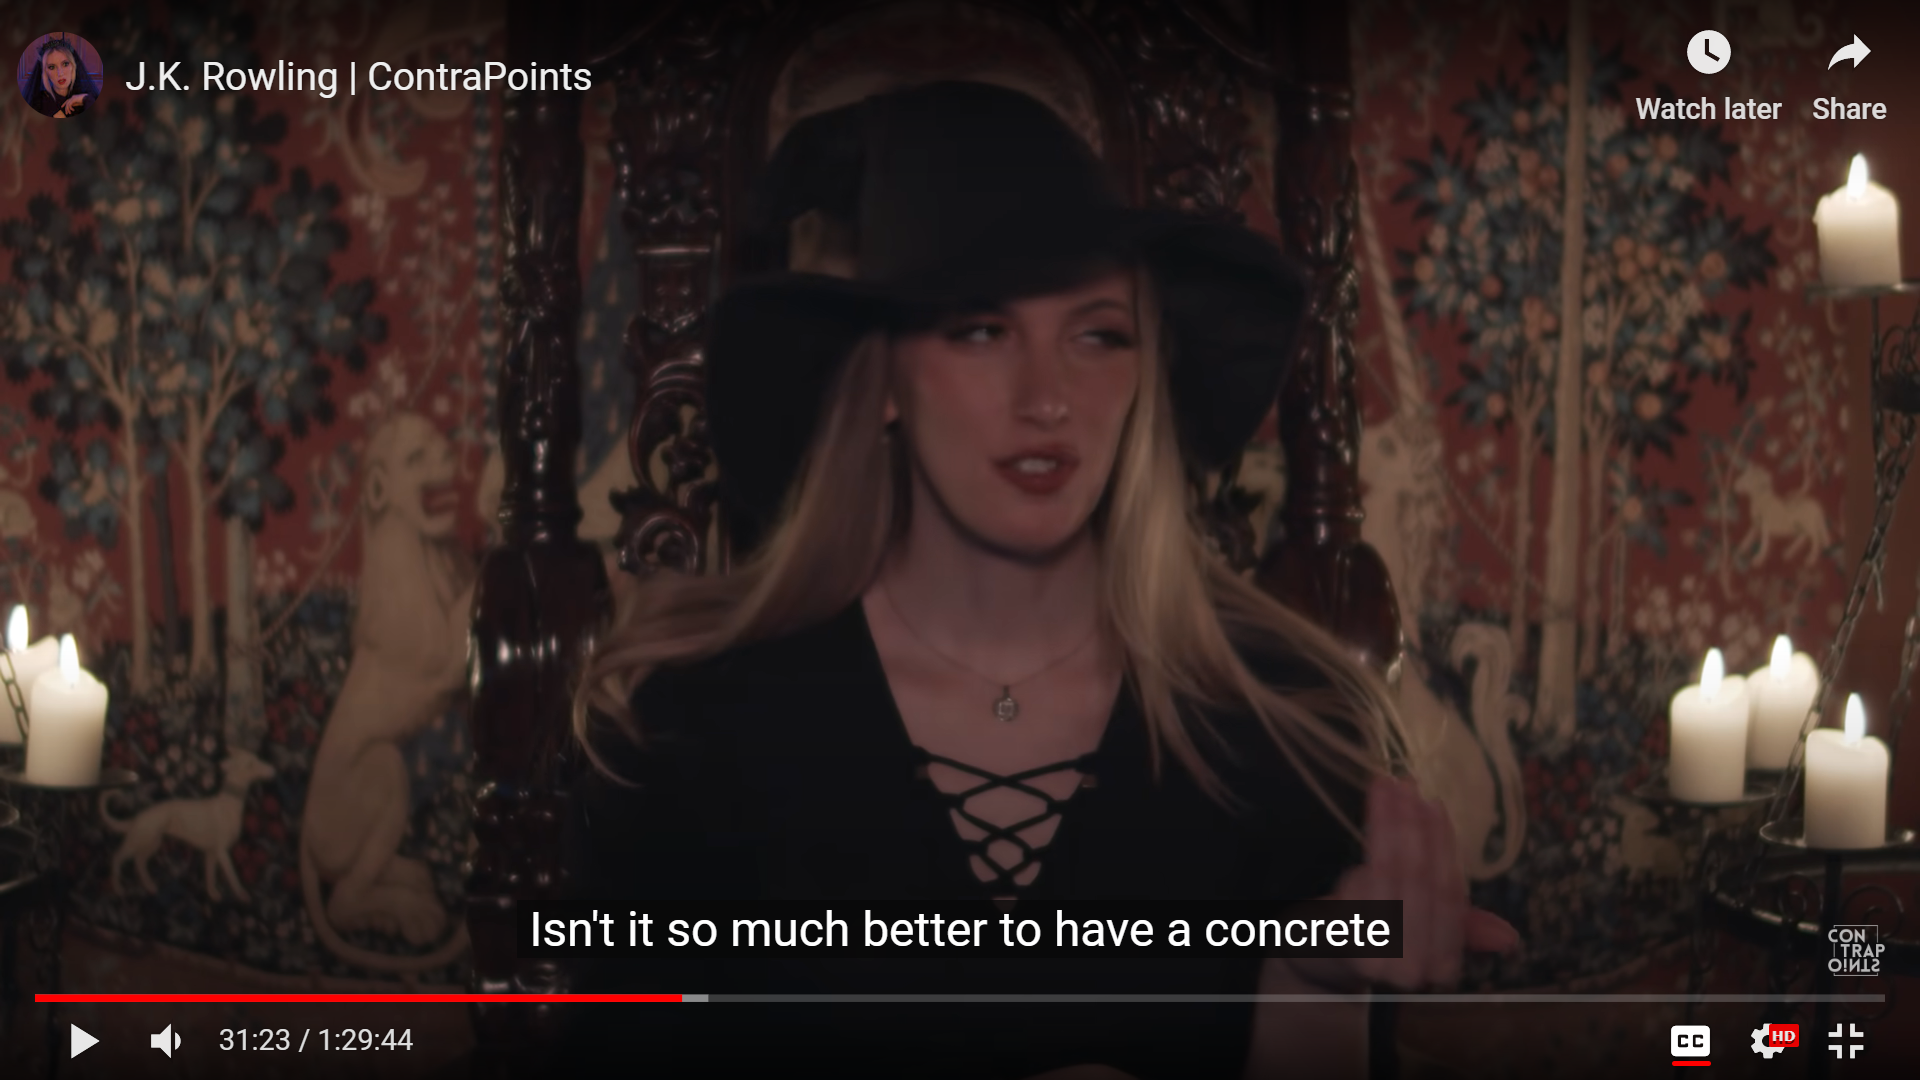 J.K. Rowling | ContraPoints
Watch later
Share
Isn't it so much better to have a concrete
CON
TRAP
OINTS
31:23 / 1:29:44
CC
HD